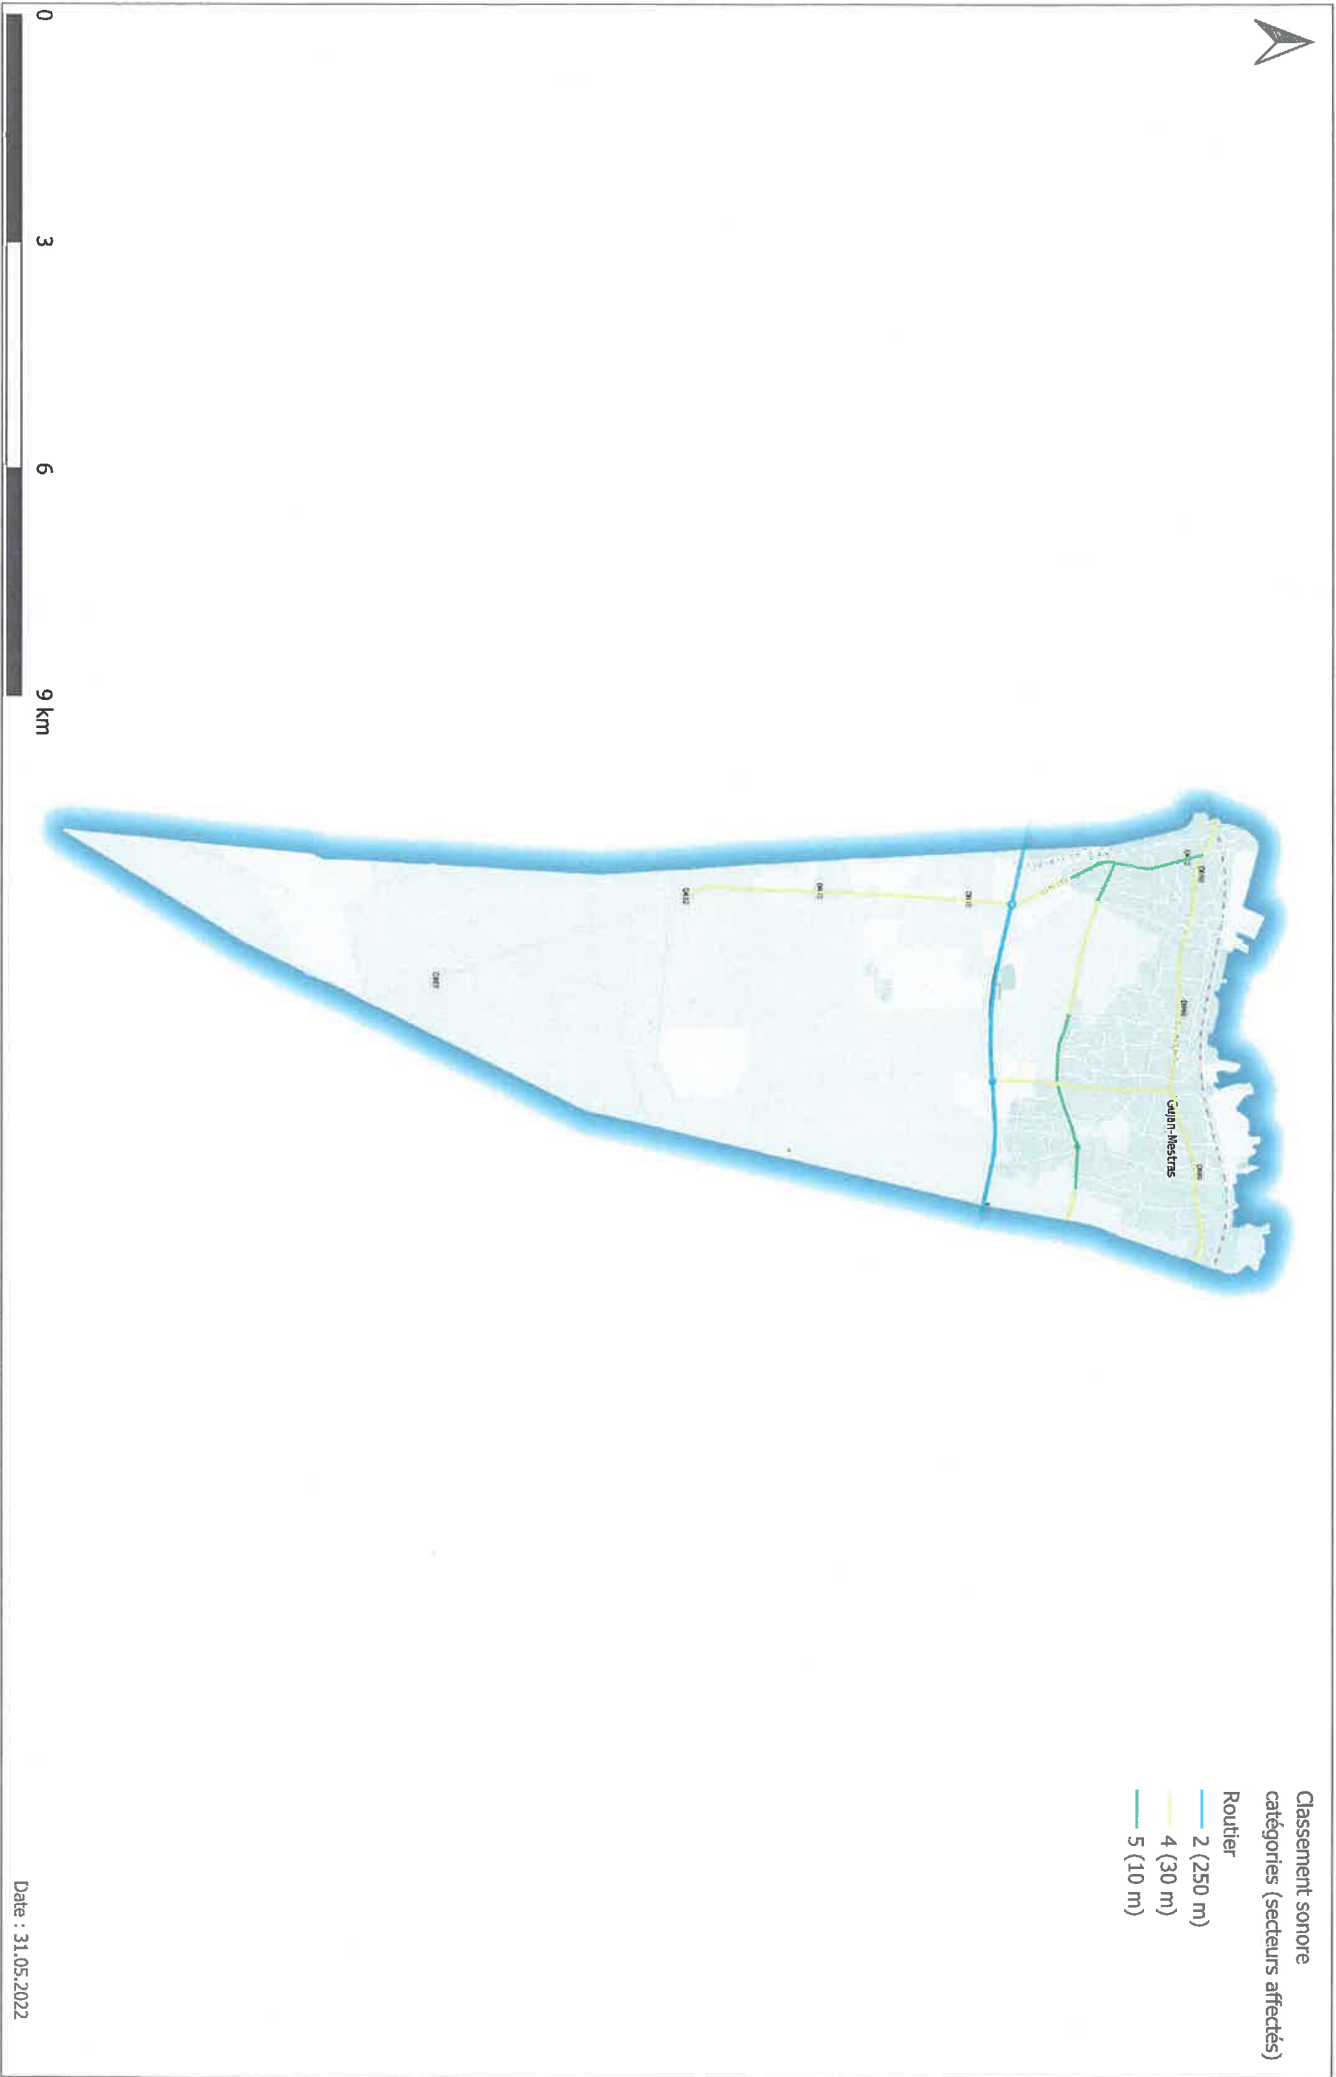 Classement sonore
catégories (secteurs affectés)
Routier
2 (250 m)
4 (30 m)
5 (10 m)
Gujan-Mestras
0
3
6
9 km
Date : 31.05.2022